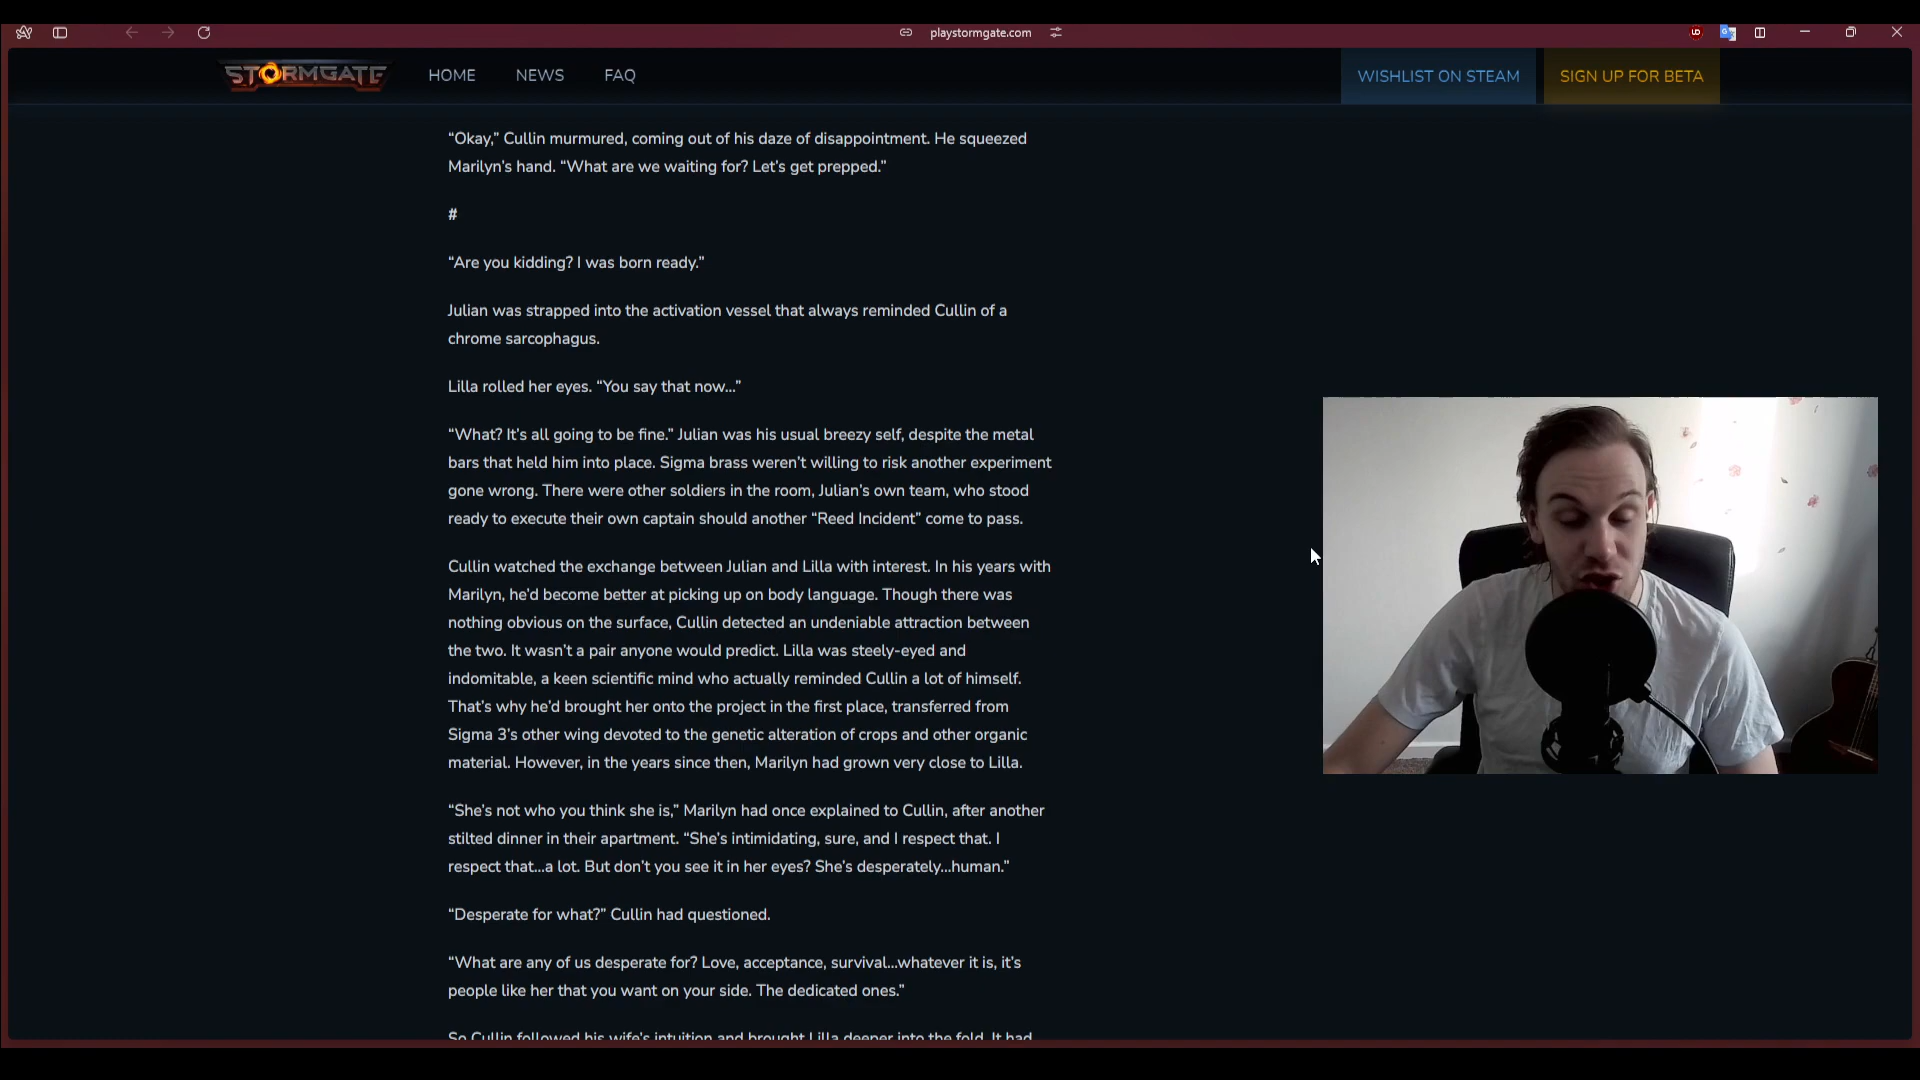 playstormgate.com
STORMGATE
HOME
NEWS
FAQ
WISHLIST ON STEAM
SIGN UP FOR BETA
“Okay,” Cullin murmured, coming out of his daze of disappointment. He squeezed
Marilyn’s hand. “What are we waiting for? Let’s get prepped.”
#
“Are you kidding? I was born ready.”
Julian was strapped into the activation vessel that always reminded Cullin of a
chrome sarcophagus.
Lilla rolled her eyes. “You say that now…”
“What? It’s all going to be fine.” Julian was his usual breezy self, despite the metal
bars that held him into place. Sigma brass weren’t willing to risk another experiment
gone wrong. There were other soldiers in the room, Julian’s own team, who stood
ready to execute their own captain should another “Reed Incident” come to pass.
Cullin watched the exchange between Julian and Lilla with interest. In his years with
Marilyn, he’d become better at picking up on body language. Though there was
nothing obvious on the surface, Cullin detected an undeniable attraction between
the two. It wasn’t a pair anyone would predict. Lilla was steely-eyed and
indomitable, a keen scientific mind who actually reminded Cullin a lot of himself.
That’s why he’d brought her onto the project in the first place, transferred from
Sigma 3’s other wing devoted to the genetic alteration of crops and other organic
material. However, in the years since then, Marilyn had grown very close to Lilla.
“She’s not who you think she is,” Marilyn had once explained to Cullin, after another
stilted dinner in their apartment. “She’s intimidating, sure, and I respect that. I
respect that…a lot. But don’t you see it in her eyes? She’s desperately…human.”
“Desperate for what?” Cullin had questioned.
“What are any of us desperate for? Love, acceptance, survival…whatever it is, it’s
people like her that you want on your side. The dedicated ones.”
So Cullin followed his wife’s intuition and brought Lilla deeper into the fold. It had